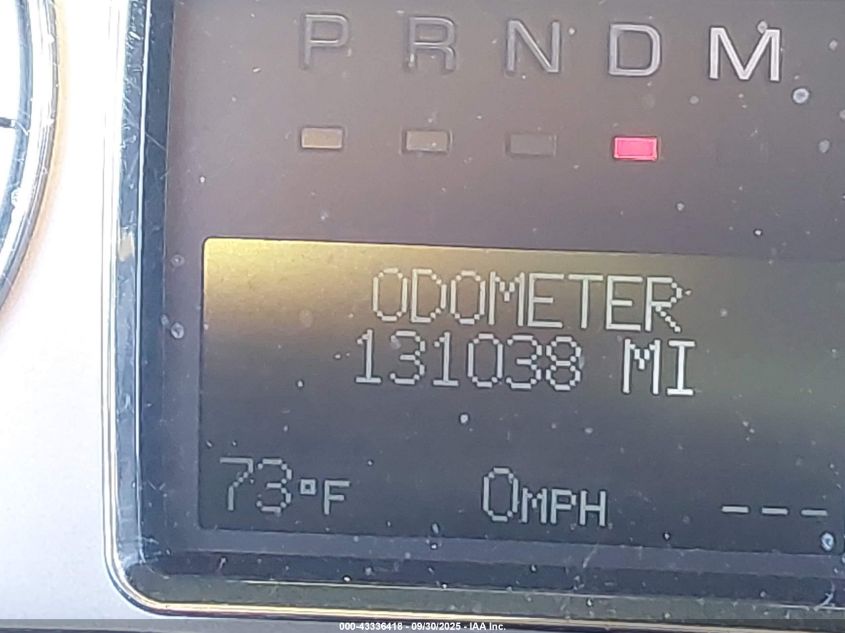 P R N D M
ODOMETER
131038 MI
73°F 0MPH ---
000-43336418 - 09/30/2025 - IAA Inc.